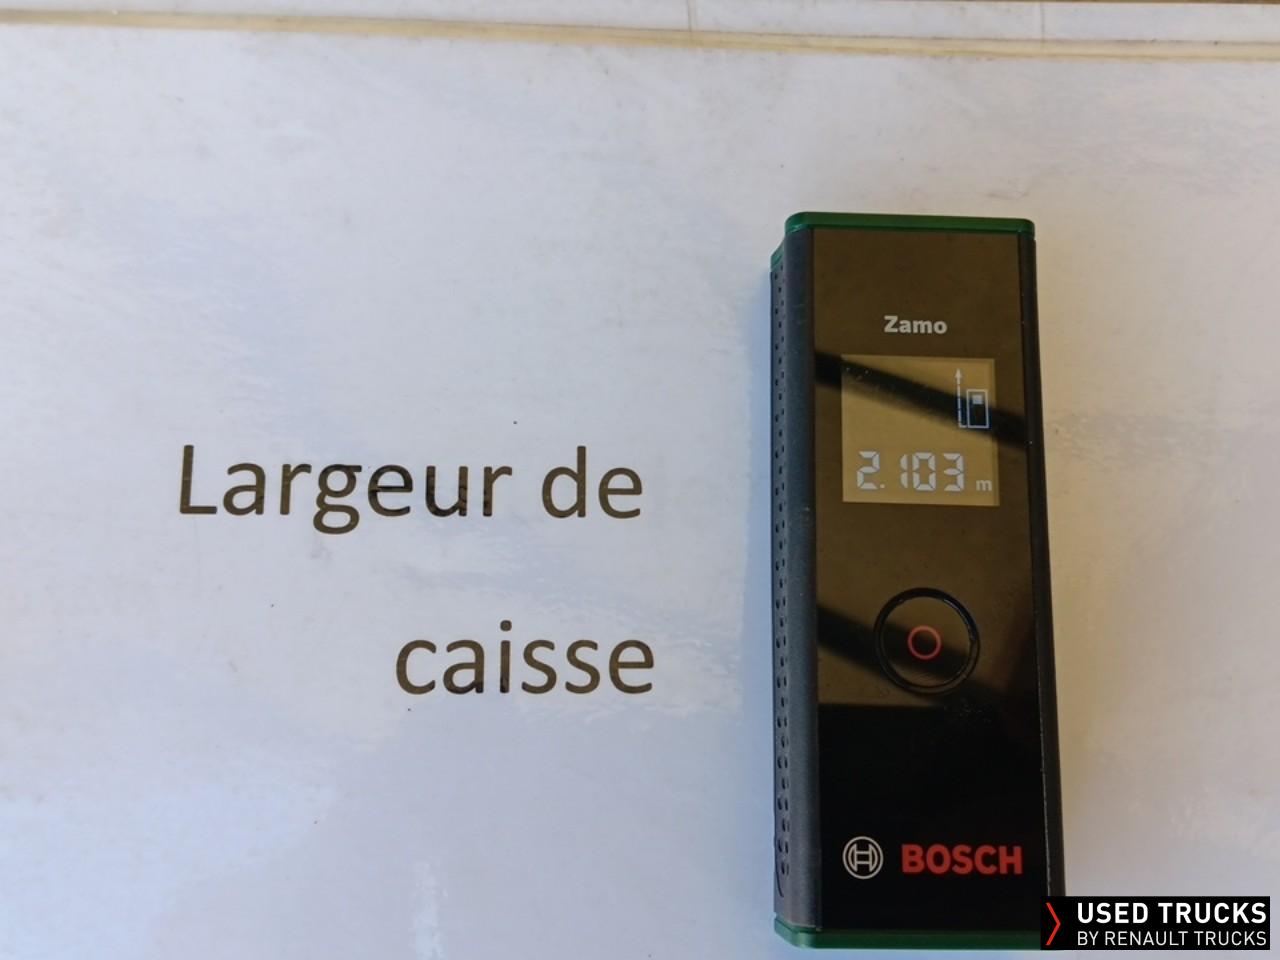 Largeur de
caisse
Zamo
2.103 m
BOSCH
USED TRUCKS
BY RENAULT TRUCKS